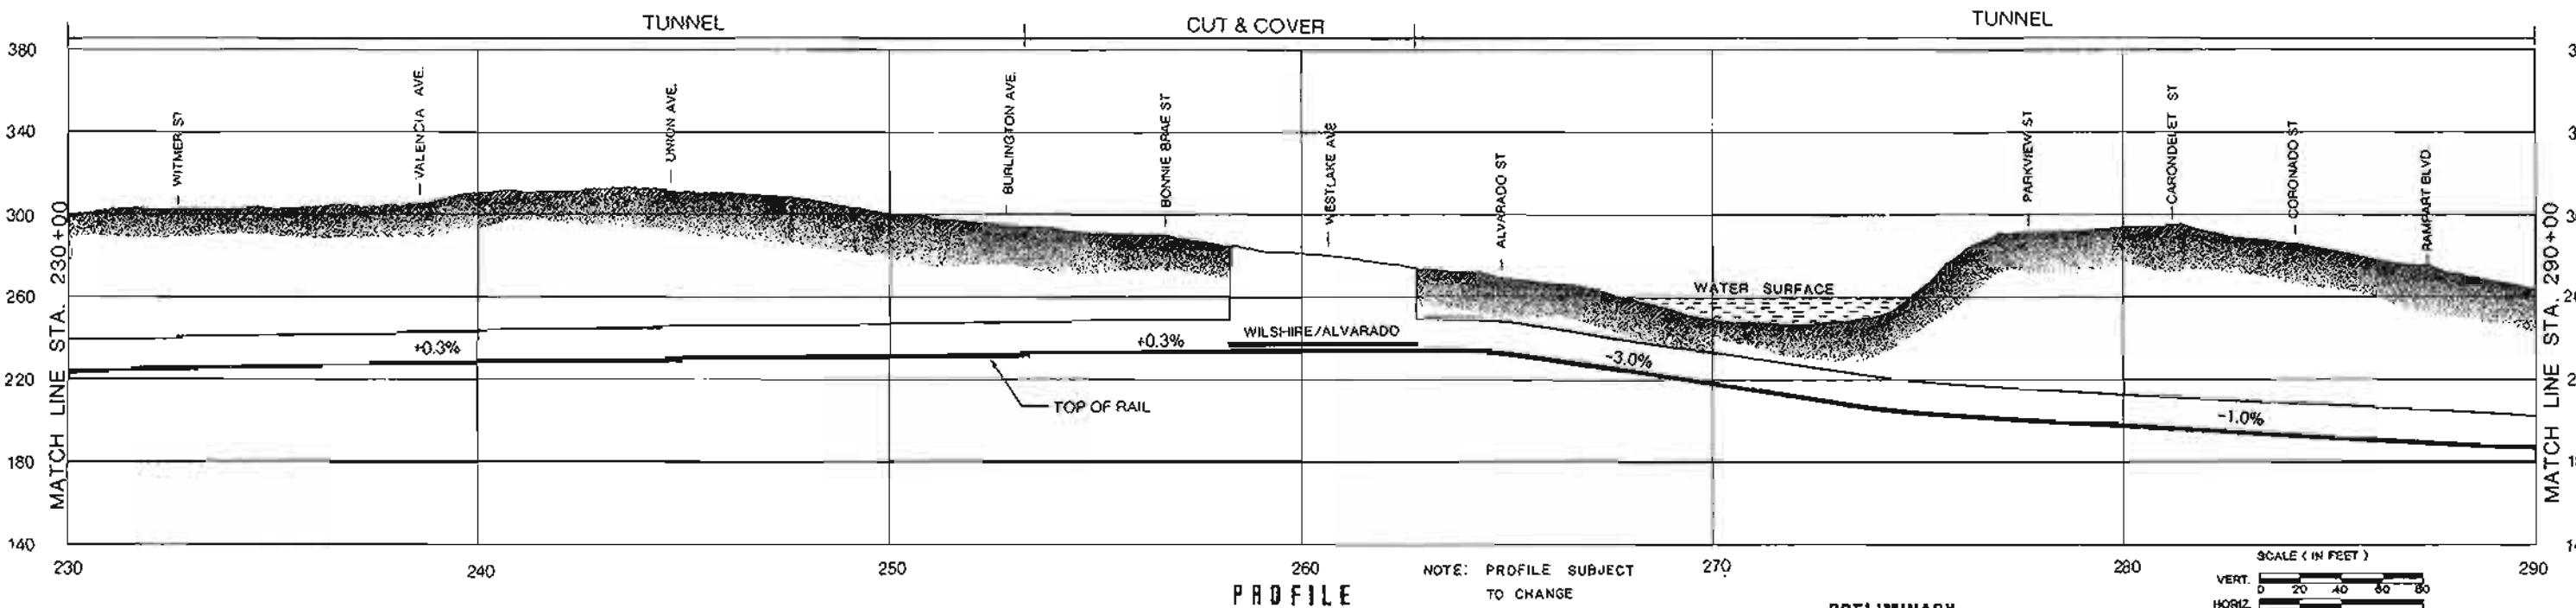 TUNNEL
CUT & COVER
TUNNEL
380
340
300
260
220
180
140
MATCH LINE STA. 230+00
WITMER ST
VALENCIA AVE.
UNION AVE.
BURLINGTON AVE.
BONNIE BRAE ST
WESTLAKE AVE
ALVARADO ST
PARKVIEW ST
CARONDELET ST
CORONADO ST
RAMPART BLVD.
WATER SURFACE
WILSHIRE/ALVARADO
+0.3%
+0.3%
-3.0%
-1.0%
TOP OF RAIL
MATCH LINE STA. 290+00
230
240
250
260
270
280
290
PROFILE
NOTE: PROFILE SUBJECT
TO CHANGE
SCALE ( IN FEET )
VERT.
0 20 40 60 80
HORIZ.